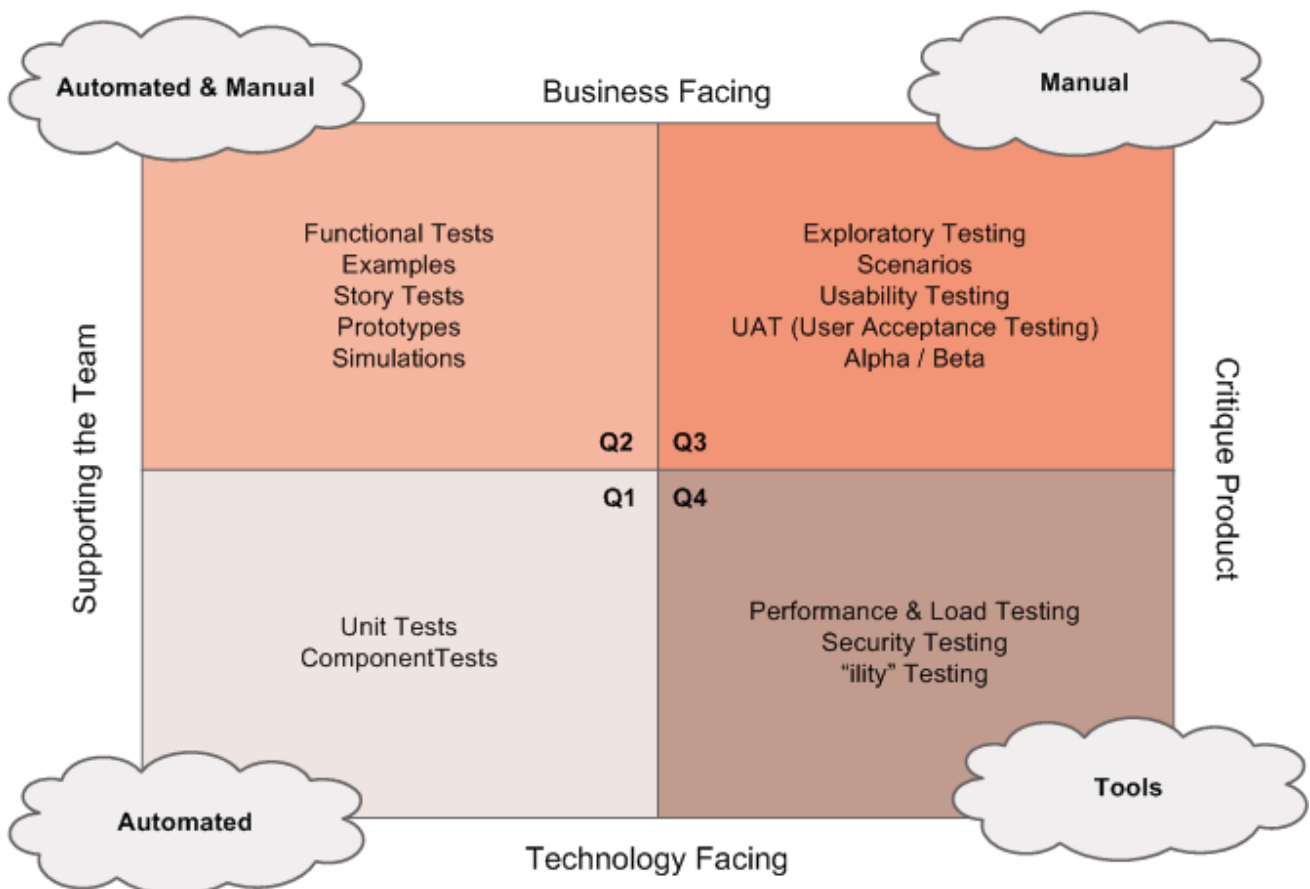 Automated & Manual
Business Facing
Manual
Functional Tests
Examples
Story Tests
Prototypes
Simulations
Exploratory Testing
Scenarios
Usability Testing
UAT (User Acceptance Testing)
Alpha / Beta
Supporting the Team
Critique Product
Q2
Q3
Q1
Q4
Unit Tests
ComponentTests
Performance & Load Testing
Security Testing
“ility” Testing
Automated
Tools
Technology Facing